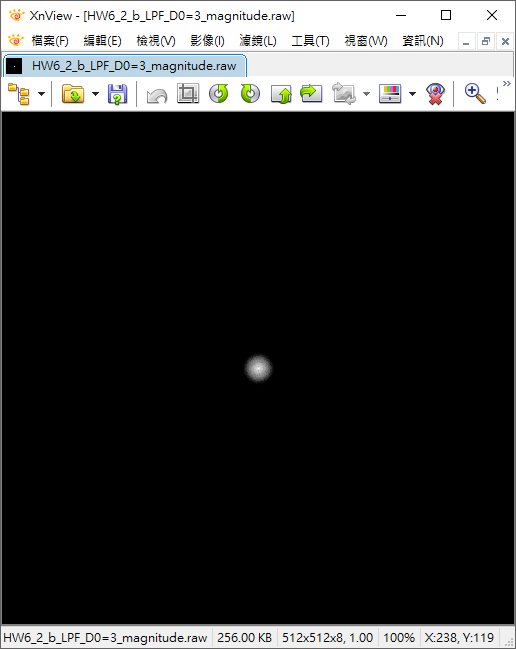 XnView - [HW6_2_b_LPF_D0=3_magnitude.raw]
檔案(F) 編輯(E) 檢視(V) 影像(I) 濾鏡(L) 工具(T) 視窗(W) 資訊(N)
HW6_2_b_LPF_D0=3_magnitude.raw
HW6_2_b_LPF_D0=3_magnitude.raw 256.00 KB 512x512x8, 1.00 100% X:238, Y:119